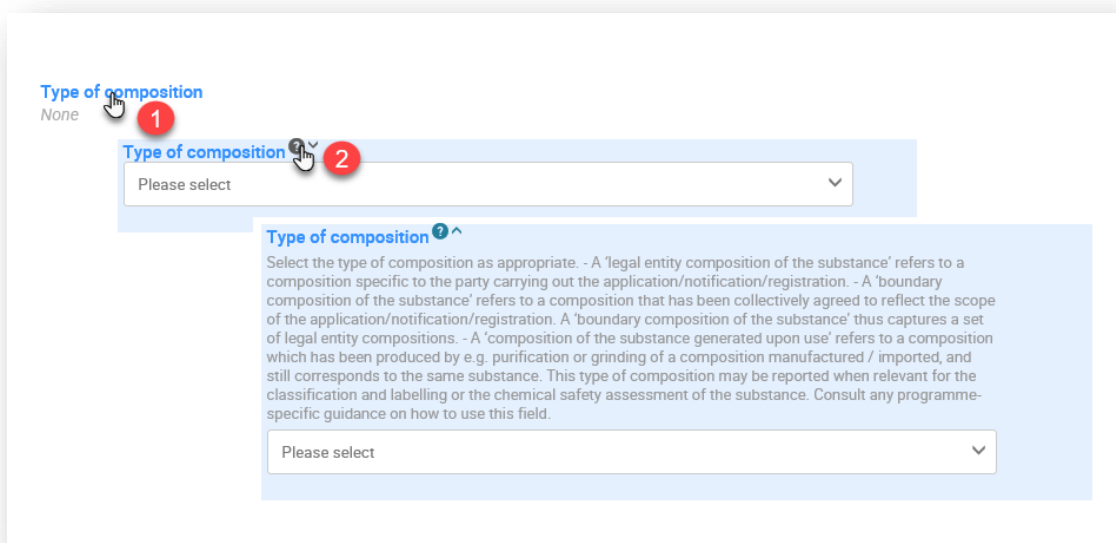 Type of composition
None
1
Type of composition ?
2
Please select
Type of composition ?
Select the type of composition as appropriate. - A ‘legal entity composition of the substance’ refers to a
composition specific to the party carrying out the application/notification/registration. - A ‘boundary
composition of the substance’ refers to a composition that has been collectively agreed to reflect the scope
of the application/notification/registration. A ‘boundary composition of the substance’ thus captures a set
of legal entity compositions. - A ‘composition of the substance generated upon use’ refers to a composition
which has been produced by e.g. purification or grinding of a composition manufactured / imported, and
still corresponds to the same substance. This type of composition may be reported when relevant for the
classification and labelling or the chemical safety assessment of the substance. Consult any programme-
specific guidance on how to use this field.
Please select